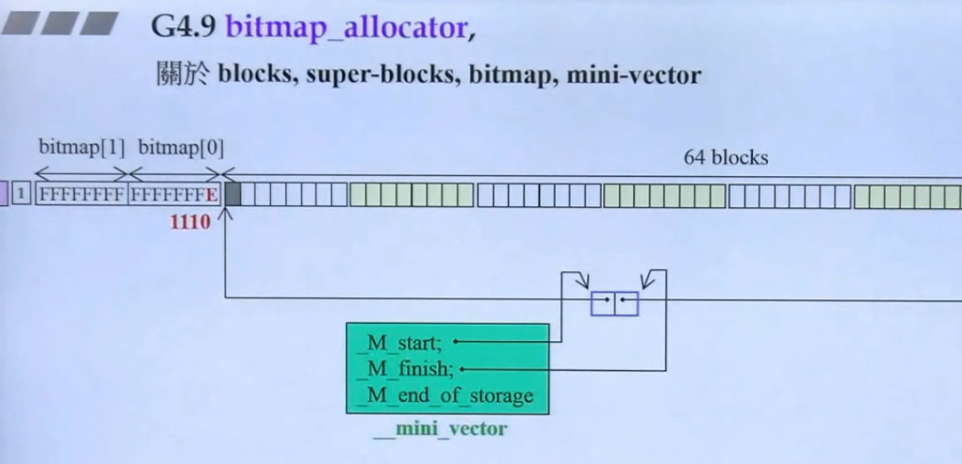 G4.9 bitmap_allocator,
關於 blocks, super-blocks, bitmap, mini-vector
bitmap[1] bitmap[0]
64 blocks
1 FFFFFFFF FFFFFFFE
1110
_M_start;
_M_finish;
_M_end_of_storage
__mini_vector